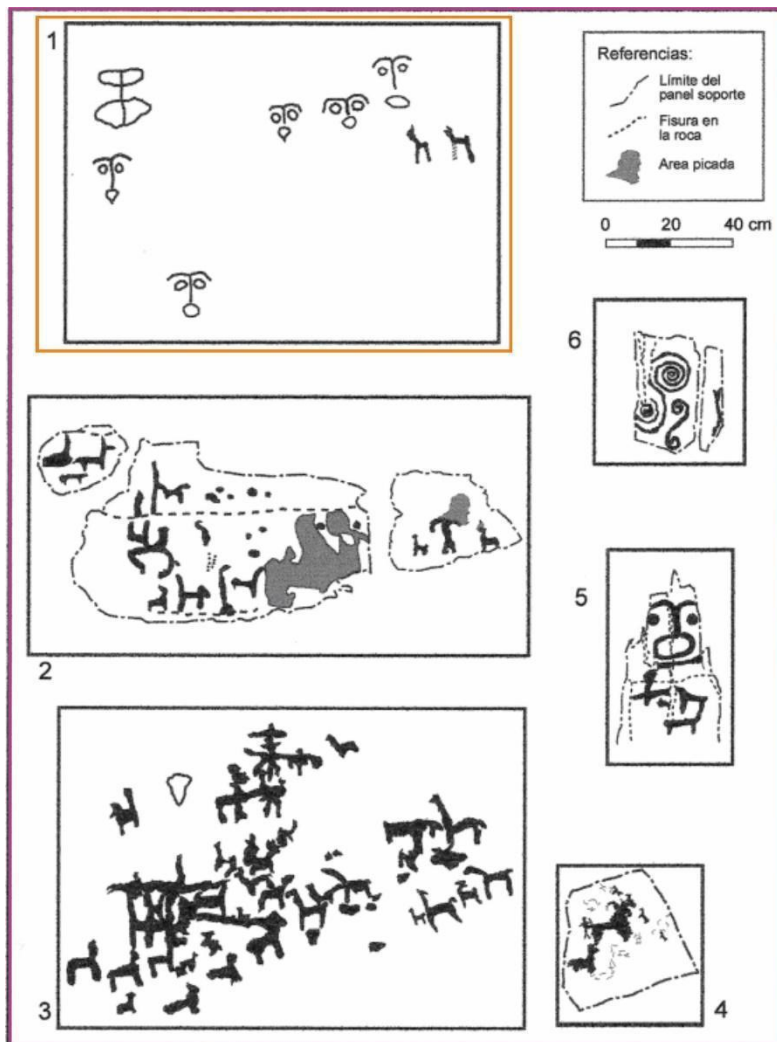 1
Referencias:
Límite del
panel soporte
Fisura en
la roca
Area picada
0 20 40 cm
6
2
5
3
4